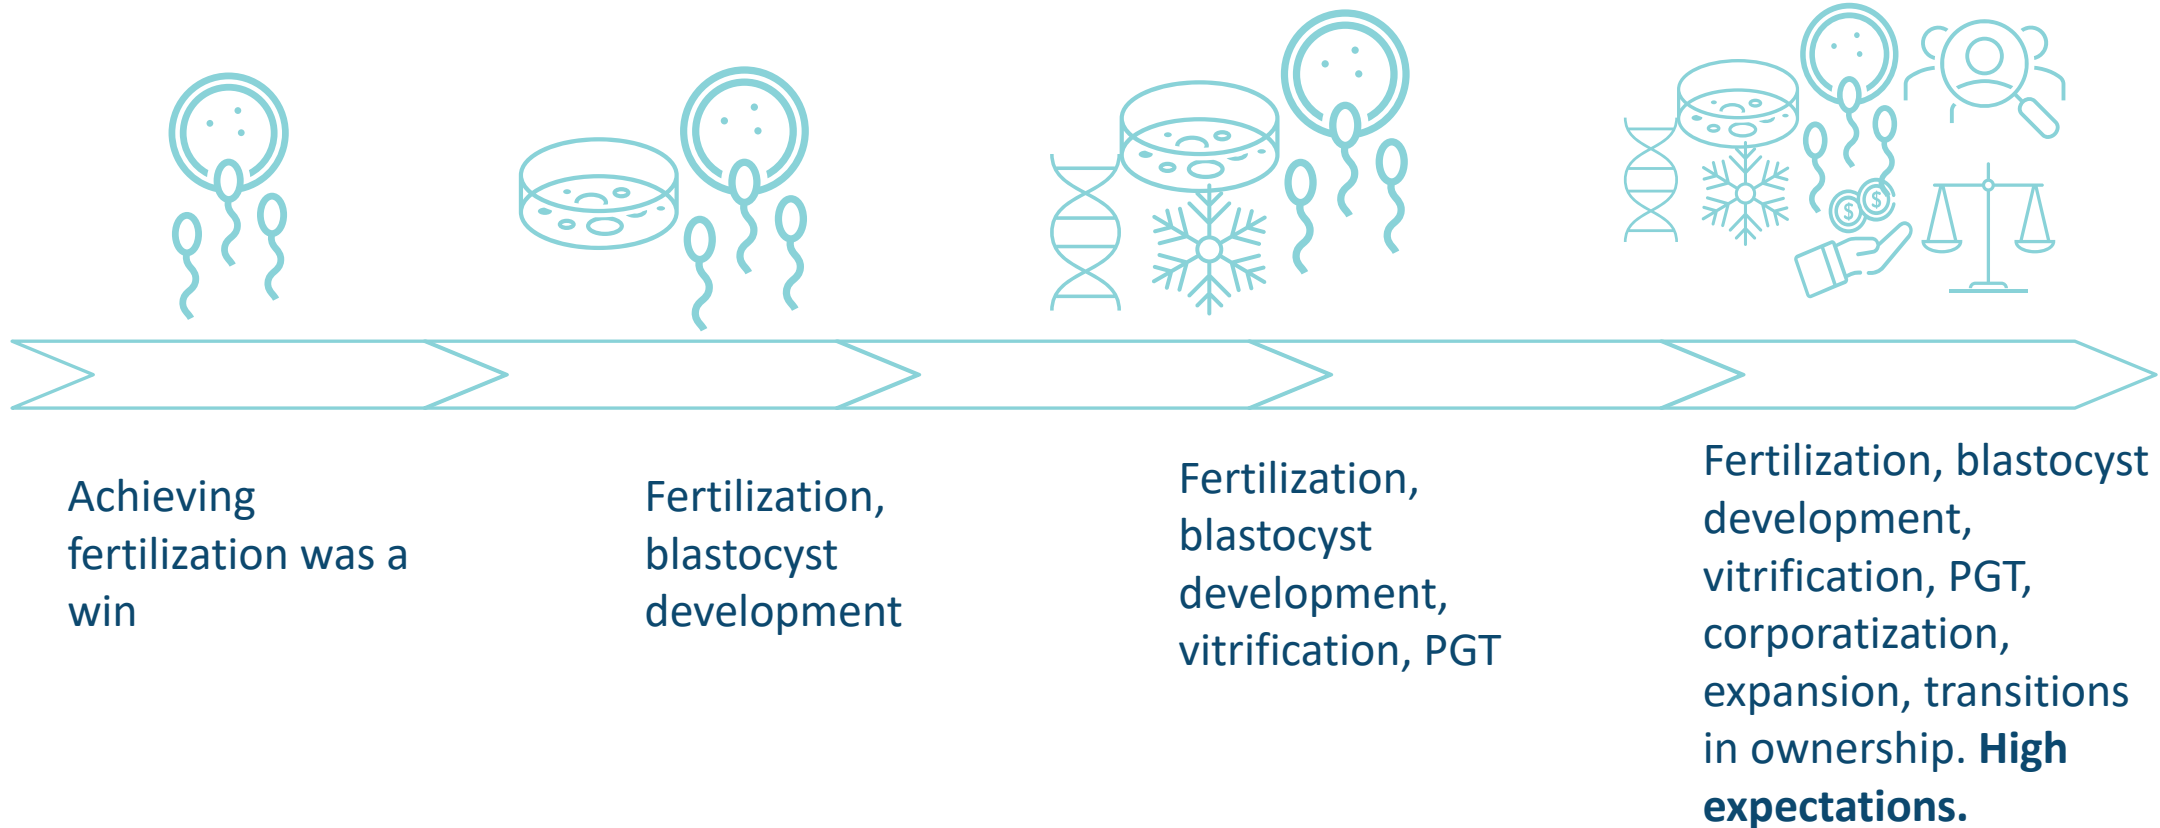 $
$
Achieving
fertilization was a
win
Fertilization,
blastocyst
development
Fertilization,
blastocyst
development,
vitrification, PGT
Fertilization, blastocyst
development,
vitrification, PGT,
corporatization,
expansion, transitions
in ownership. High
expectations.